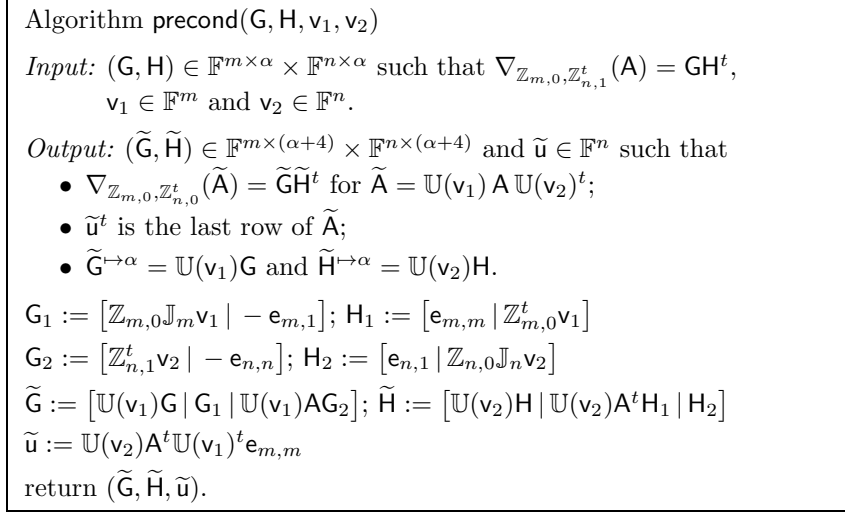 Algorithm precond(G, H, v₁, v₂)
Input: (G, H) ∈ 𝔽^{m×α} × 𝔽^{n×α} such that ∇_{ℤ_{m,0},ℤ^t_{n,1}}(A) = GH^t,
v₁ ∈ 𝔽^m and v₂ ∈ 𝔽^n.
Output: (G̃, H̃) ∈ 𝔽^{m×(α+4)} × 𝔽^{n×(α+4)} and ũ ∈ 𝔽^n such that
• ∇_{ℤ_{m,0},ℤ^t_{n,0}}(Ã) = G̃H̃^t for Ã = 𝕌(v₁) A 𝕌(v₂)^t;
• ũ^t is the last row of Ã;
• G̃^{↦α} = 𝕌(v₁)G and H̃^{↦α} = 𝕌(v₂)H.
G₁ := [ℤ_{m,0}𝕁_m v₁ | − e_{m,1}]; H₁ := [e_{m,m} | ℤ^t_{m,0}v₁]
G₂ := [ℤ^t_{n,1}v₂ | − e_{n,n}]; H₂ := [e_{n,1} | ℤ_{n,0}𝕁_n v₂]
G̃ := [𝕌(v₁)G | G₁ | 𝕌(v₁)AG₂]; H̃ := [𝕌(v₂)H | 𝕌(v₂)A^tH₁ | H₂]
ũ := 𝕌(v₂)A^t𝕌(v₁)^te_{m,m}
return (G̃, H̃, ũ).